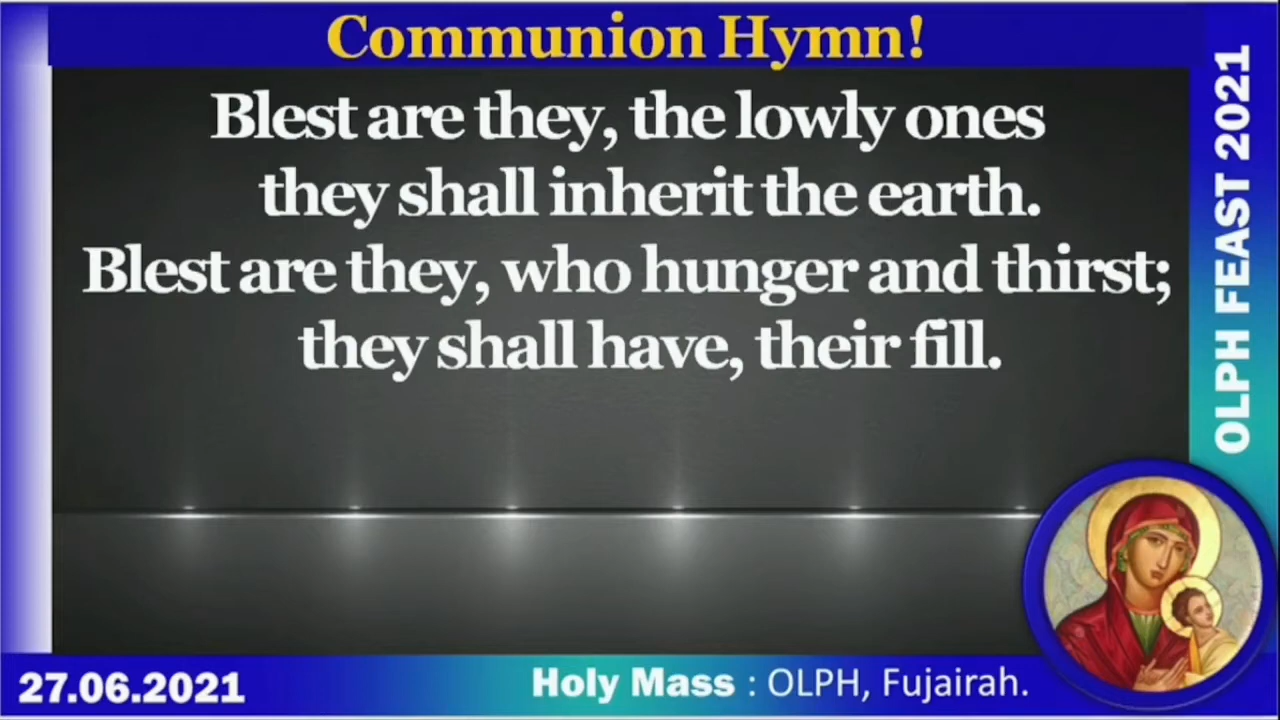 Communion Hymn!
Blest are they, the lowly ones
they shall inherit the earth.
Blest are they, who hunger and thirst;
they shall have, their fill.
OLPH FEAST 2021
27.06.2021
Holy Mass : OLPH, Fujairah.